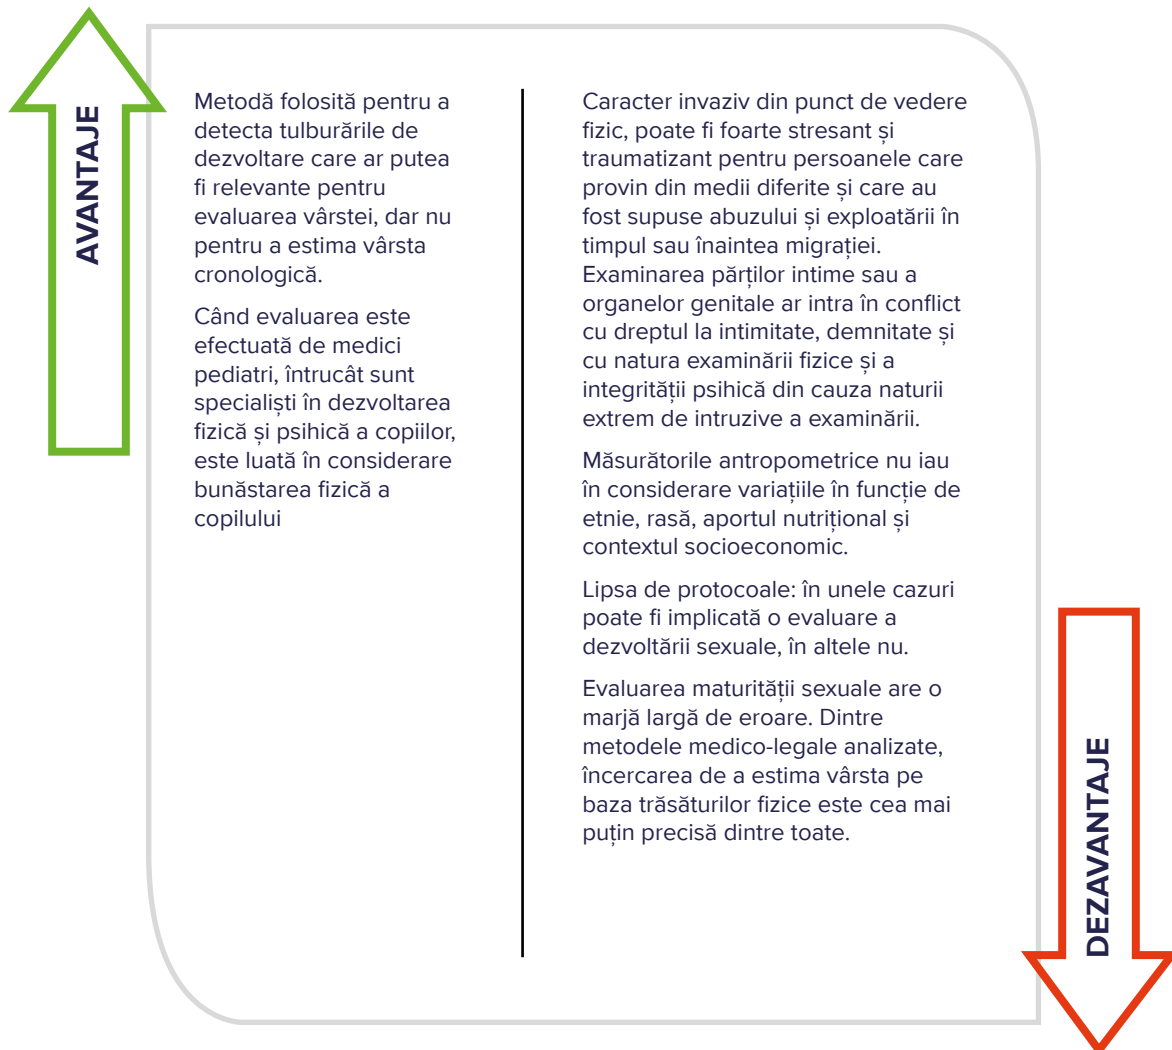 AVANTAJE
Metodă folosită pentru a
detecta tulburările de
dezvoltare care ar putea
fi relevante pentru
evaluarea vârstei, dar nu
pentru a estima vârsta
cronologică.
Când evaluarea este
efectuată de medici
pediatri, întrucât sunt
specialiști în dezvoltarea
fizică și psihică a copiilor,
este luată în considerare
bunăstarea fizică a
copilului
Caracter invaziv din punct de vedere
fizic, poate fi foarte stresant și
traumatizant pentru persoanele care
provin din medii diferite și care au
fost supuse abuzului și exploatării în
timpul sau înaintea migrației.
Examinarea părților intime sau a
organelor genitale ar intra în conflict
cu dreptul la intimitate, demnitate și
cu natura examinării fizice și a
integrității psihică din cauza naturii
extrem de intruzive a examinării.
Măsurătorile antropometrice nu iau
în considerare variațiile în funcție de
etnie, rasă, aportul nutrițional și
contextul socioeconomic.
Lipsa de protocoale: în unele cazuri
poate fi implicată o evaluare a
dezvoltării sexuale, în altele nu.
Evaluarea maturității sexuale are o
marjă largă de eroare. Dintre
metodele medico-legale analizate,
încercarea de a estima vârsta pe
baza trăsăturilor fizice este cea mai
puțin precisă dintre toate.
DEZAVANTAJE